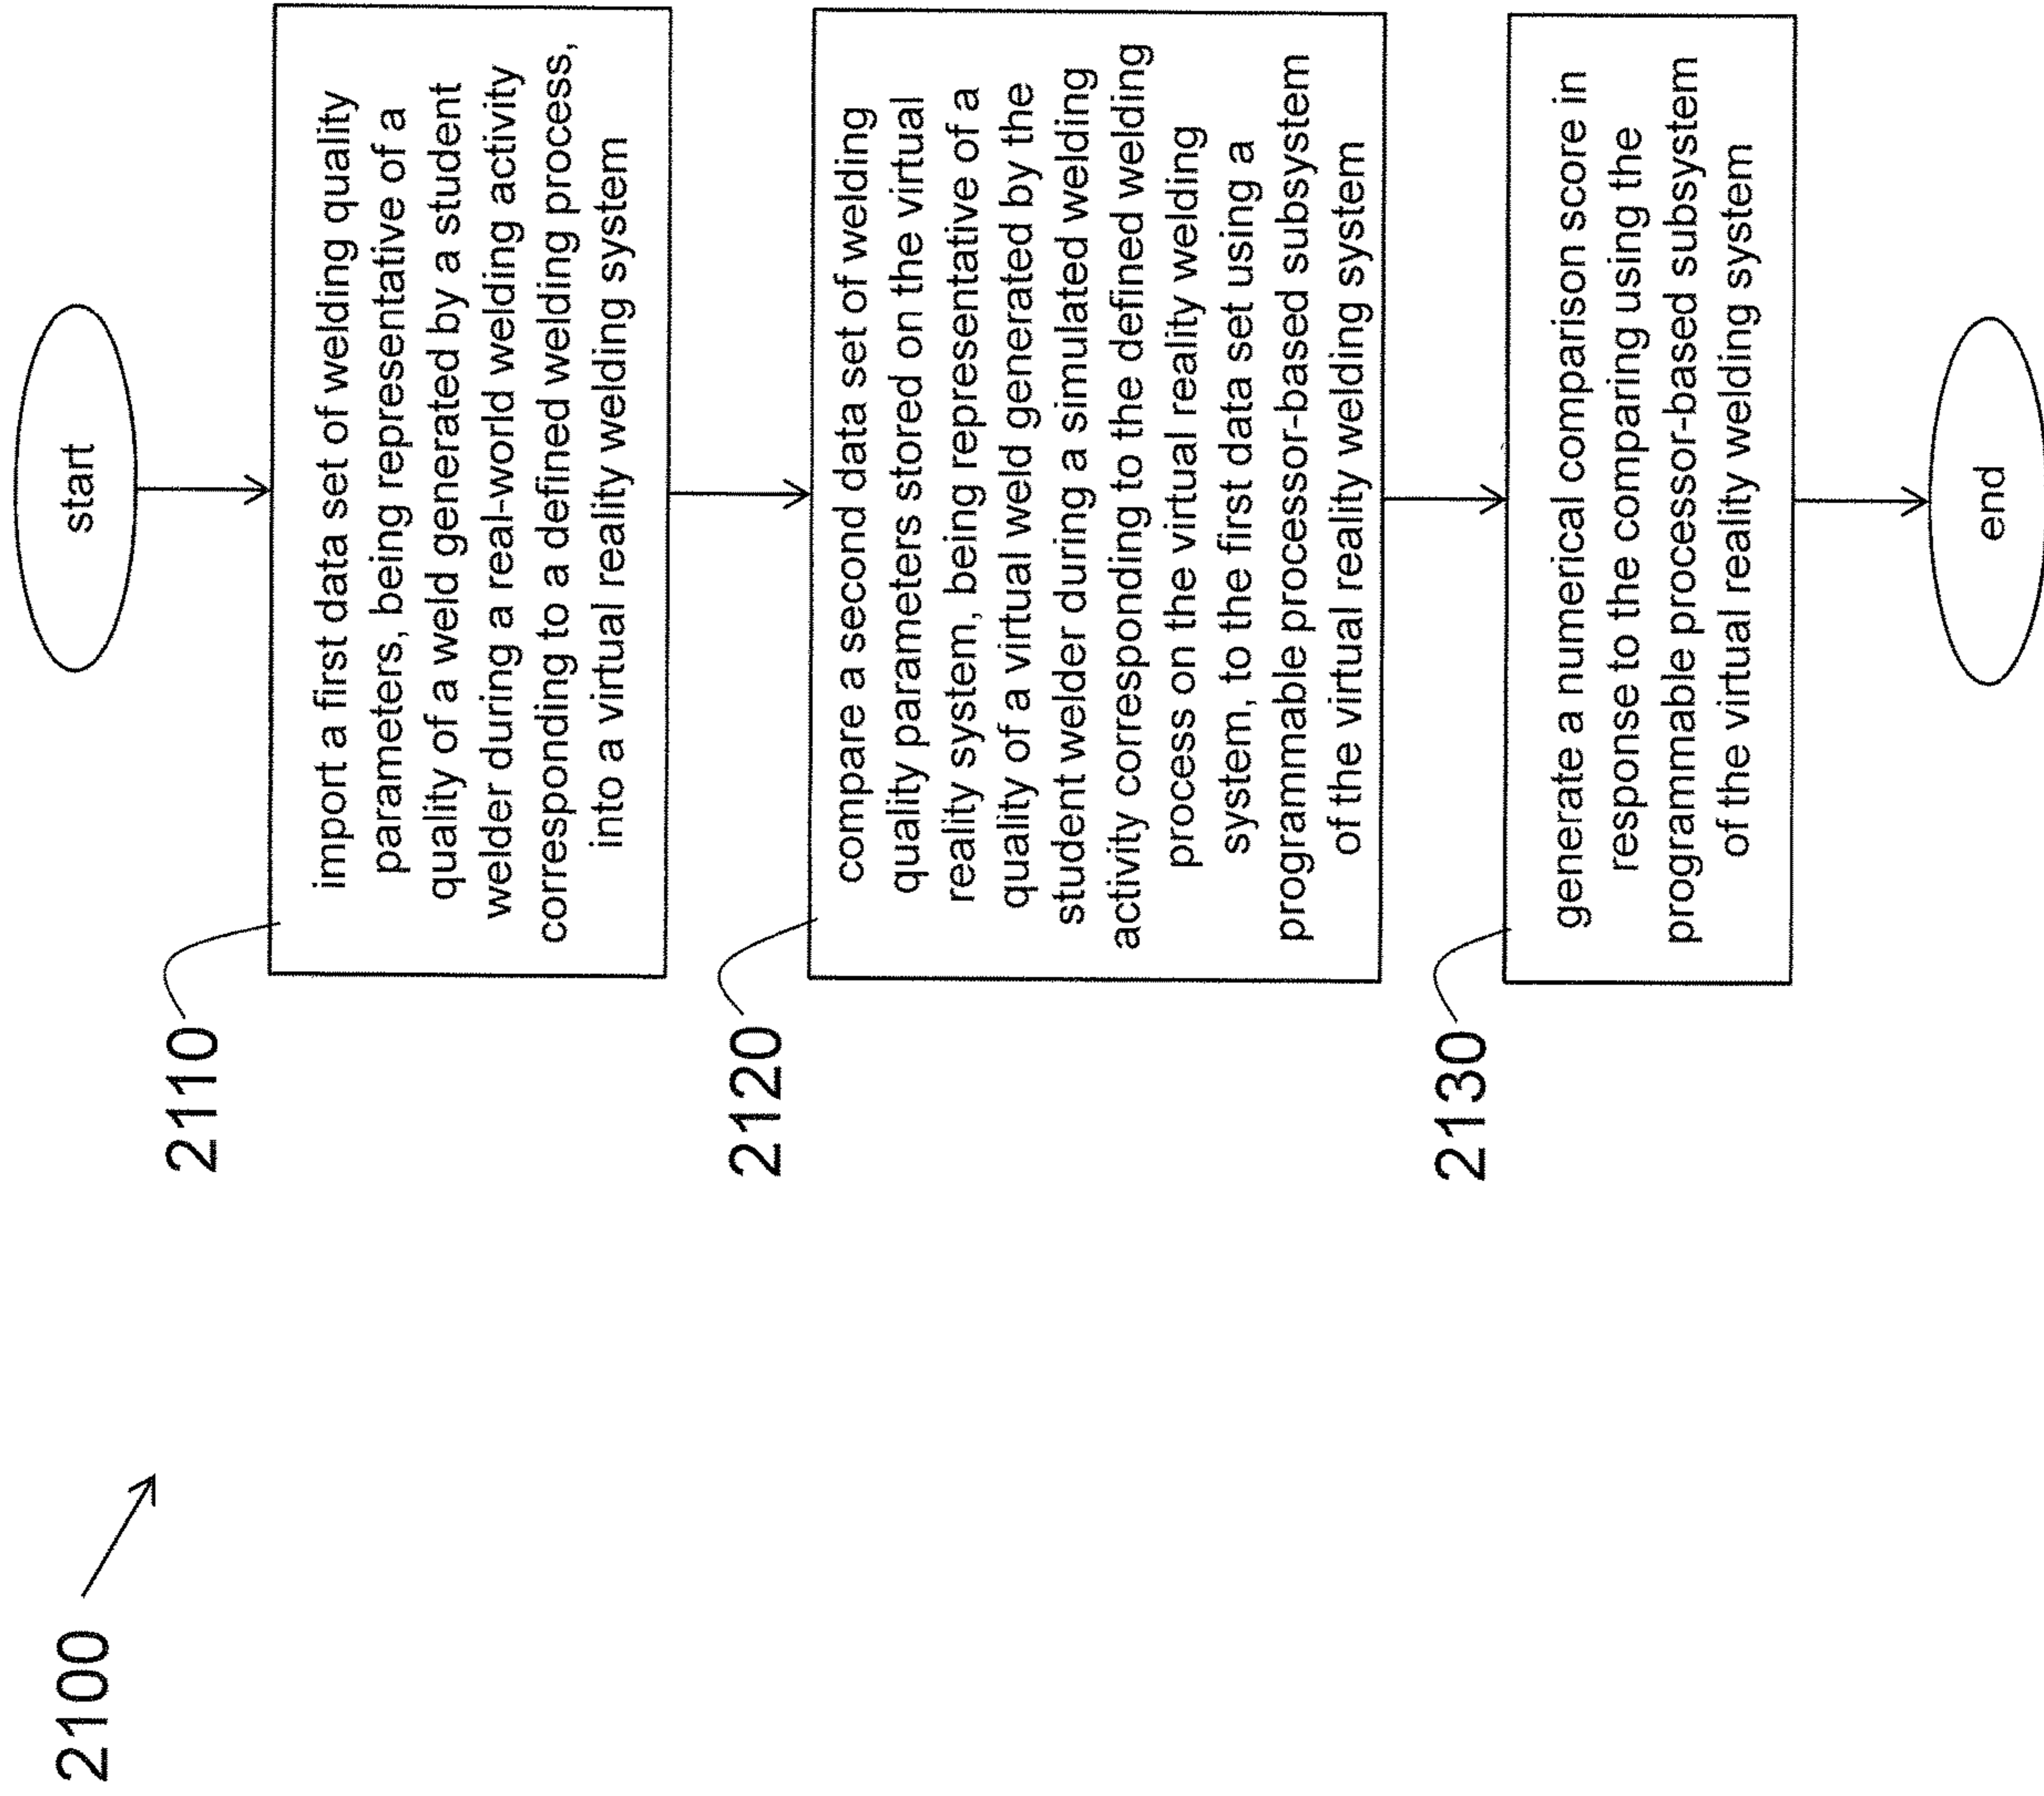 2100
start
2110
import a first data set of welding quality
parameters, being representative of a
quality of a weld generated by a student
welder during a real-world welding activity
corresponding to a defined welding process,
into a virtual reality welding system
2120
compare a second data set of welding
quality parameters stored on the virtual
reality system, being representative of a
quality of a virtual weld generated by the
student welder during a simulated welding
activity corresponding to the defined welding
process on the virtual reality welding
system, to the first data set using a
programmable processor-based subsystem
of the virtual reality welding system
2130
generate a numerical comparison score in
response to the comparing using the
programmable processor-based subsystem
of the virtual reality welding system
end